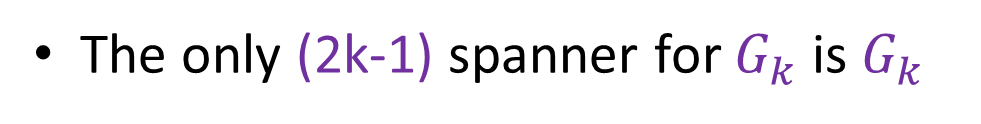 • The only (2k-1) spanner for 𝐺ₖ is 𝐺ₖ